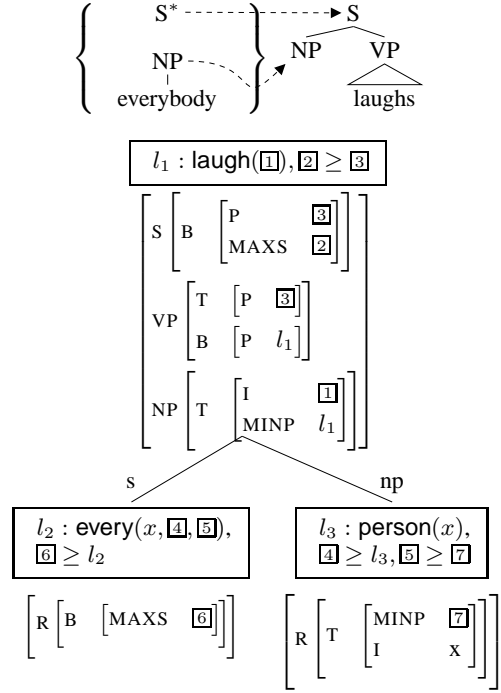 S* S
NP VP
NP
everybody laughs
l₁ : laugh(1), 2 ≥ 3
[S [B [P 3]
[MAXS 2]]]
[VP [T [P 3]]
[B [P l₁]]]
[NP [T [I 1]
[MINP l₁]]]
s np
l₂ : every(x, 4, 5),
6 ≥ l₂
l₃ : person(x),
4 ≥ l₃, 5 ≥ 7
[R [B [MAXS 6]]]
[R [T [MINP 7]
[I x]]]